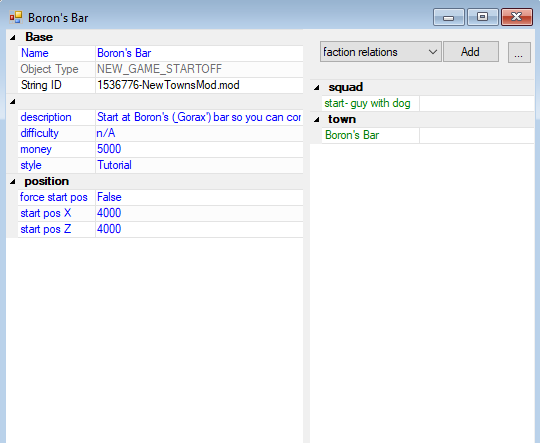 Boron's Bar
Base
Name Boron's Bar
Object Type NEW_GAME_STARTOFF
String ID 1536776-NewTownsMod.mod
description Start at Boron's (,Gorax') bar so you can con
difficulty n/A
money 5000
style Tutorial
position
force start pos False
start pos X 4000
start pos Z 4000
faction relations Add ...
squad
start- guy with dog
town
Boron's Bar